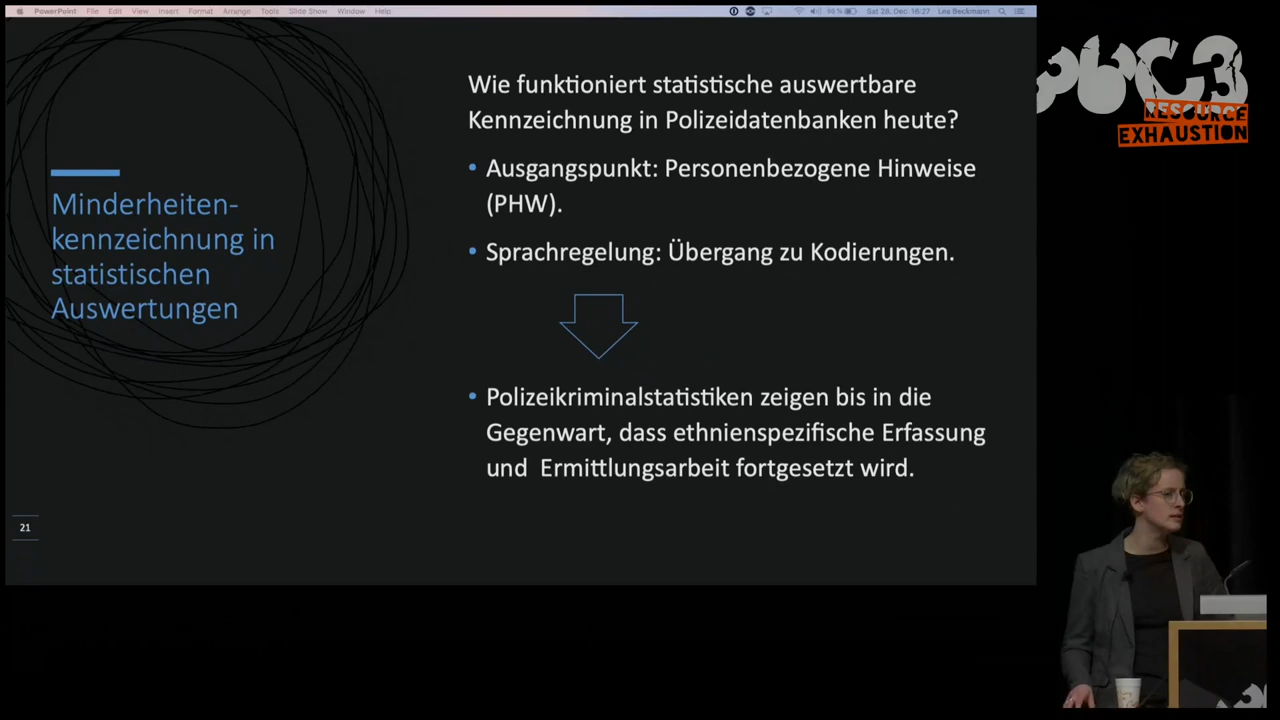 PowerPoint File Edit View Insert Format Arrange Tools Slide Show Window Help
98 % Sat 28. Dec 16:27 Lea Beckmann
Minderheiten-
kennzeichnung in
statistischen
Auswertungen
21
Wie funktioniert statistische auswertbare
Kennzeichnung in Polizeidatenbanken heute?
• Ausgangspunkt: Personenbezogene Hinweise
(PHW).
• Sprachregelung: Übergang zu Kodierungen.
• Polizeikriminalstatistiken zeigen bis in die
Gegenwart, dass ethnienspezifische Erfassung
und Ermittlungsarbeit fortgesetzt wird.
RESOURCE
EXHAUSTION